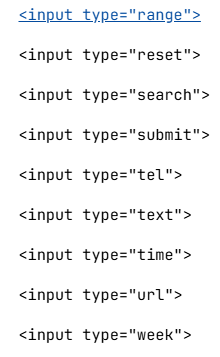 <input type="range">
<input type="reset">
<input type="search">
<input type="submit">
<input type="tel">
<input type="text">
<input type="time">
<input type="url">
<input type="week">